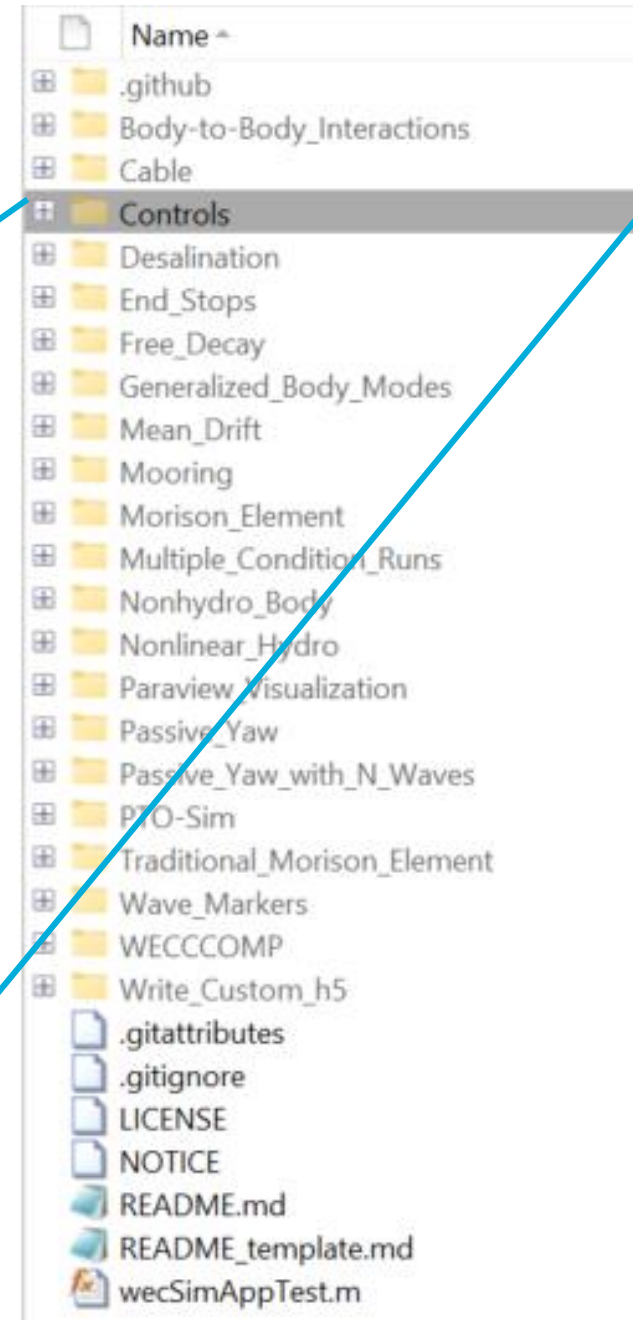 Name
.github
Body-to-Body_Interactions
Cable
Controls
Desalination
End_Stops
Free_Decay
Generalized_Body_Modes
Mean_Drift
Mooring
Morison_Element
Multiple_Condition_Runs
Nonhydro_Body
Nonlinear_Hydro
Paraview_Visualization
Passive_Yaw
Passive_Yaw_with_N_Waves
PTO-Sim
Traditional_Morison_Element
Wave_Markers
WECCCOMP
Write_Custom_h5
.gitattributes
.gitignore
LICENSE
NOTICE
README.md
README_template.md
wecSimAppTest.m